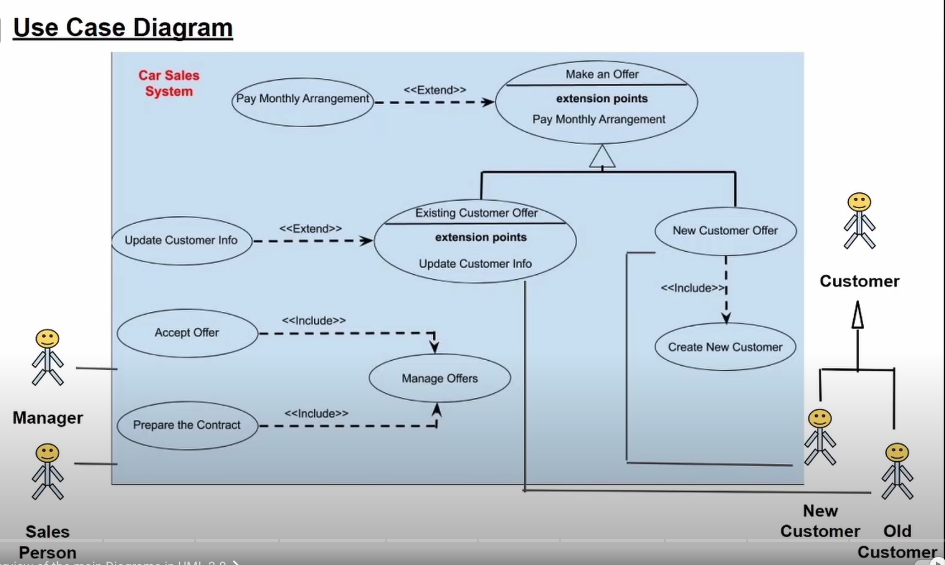 Use Case Diagram
Car Sales
System
Pay Monthly Arrangement
<<Extend>>
Make an Offer
extension points
Pay Monthly Arrangement
Update Customer Info
<<Extend>>
Existing Customer Offer
extension points
Update Customer Info
New Customer Offer
<<Include>>
Create New Customer
Accept Offer
<<Include>>
Manage Offers
Prepare the Contract
<<Include>>
Manager
Sales
Person
Customer
New
Customer
Old
Customer
of the main Diagrams in UML 2.0